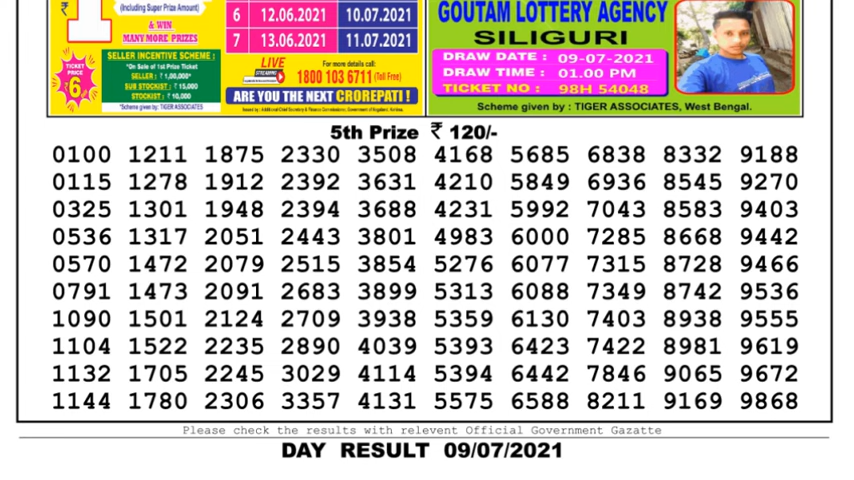 ₹ 1
(Including Super Prize Amount)
& WIN
MANY MORE PRIZES
SELLER INCENTIVE SCHEME :
*On Sale of 1st Prize Ticket
SELLER : ₹ 1,00,000*
SUB STOCKIST : ₹ 15,000
STOCKIST : ₹ 10,000
*Scheme given by: TIGER ASSOCIATES
TICKET
PRICE
₹6
6 12.06.2021 10.07.2021
7 13.06.2021 11.07.2021
LIVE
STREAMING
For more details call:
1800 103 6711 (Toll Free)
ARE YOU THE NEXT CROREPATI !
GOUTAM LOTTERY AGENCY
SILIGURI
DRAW DATE : 09-07-2021
DRAW TIME : 01.00 PM
TICKET NO : 98H 54048
Scheme given by : TIGER ASSOCIATES, West Bengal.
5th Prize ₹ 120/-
0100 1211 1875 2330 3508 4168 5685 6838 8332 9188
0115 1278 1912 2392 3631 4210 5849 6936 8545 9270
0325 1301 1948 2394 3688 4231 5992 7043 8583 9403
0536 1317 2051 2443 3801 4983 6000 7285 8668 9442
0570 1472 2079 2515 3854 5276 6077 7315 8728 9466
0791 1473 2091 2683 3899 5313 6088 7349 8742 9536
1090 1501 2124 2709 3938 5359 6130 7403 8938 9555
1104 1522 2235 2890 4039 5393 6423 7422 8981 9619
1132 1705 2245 3029 4114 5394 6442 7846 9065 9672
1144 1780 2306 3357 4131 5575 6588 8211 9169 9868
Please check the results with relevent Official Government Gazatte
DAY RESULT 09/07/2021